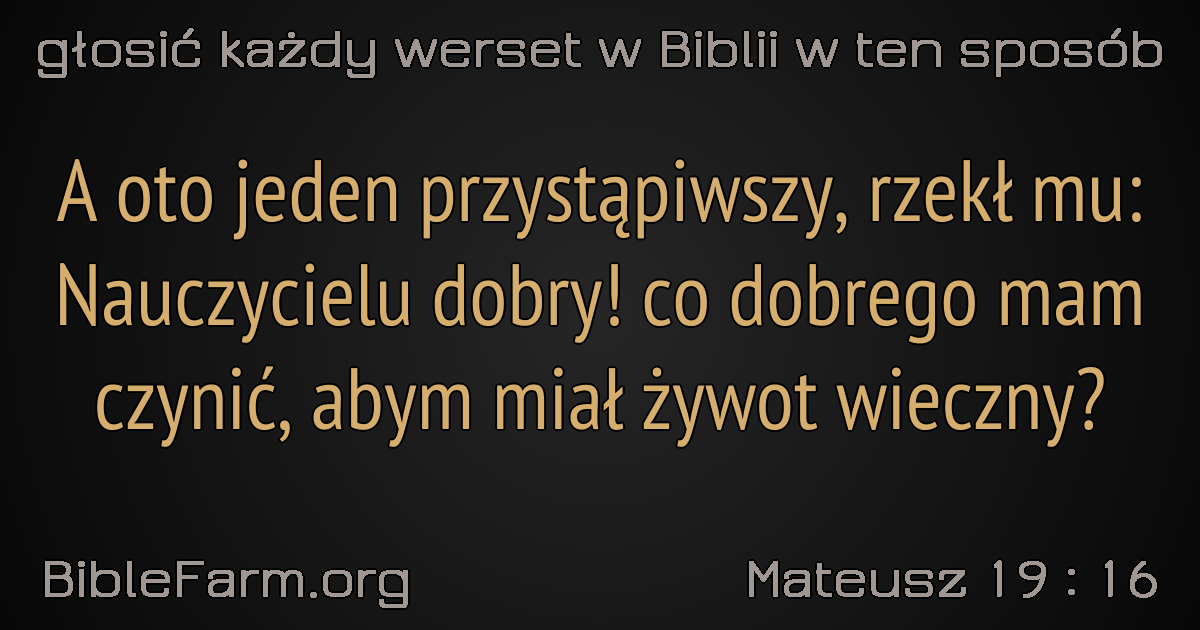 głosić każdy werset w Biblii w ten sposób
A oto jeden przystąpiwszy, rzekł mu:
Nauczycielu dobry! co dobrego mam
czynić, abym miał żywot wieczny?
BibleFarm.org
Mateusz 19 : 16